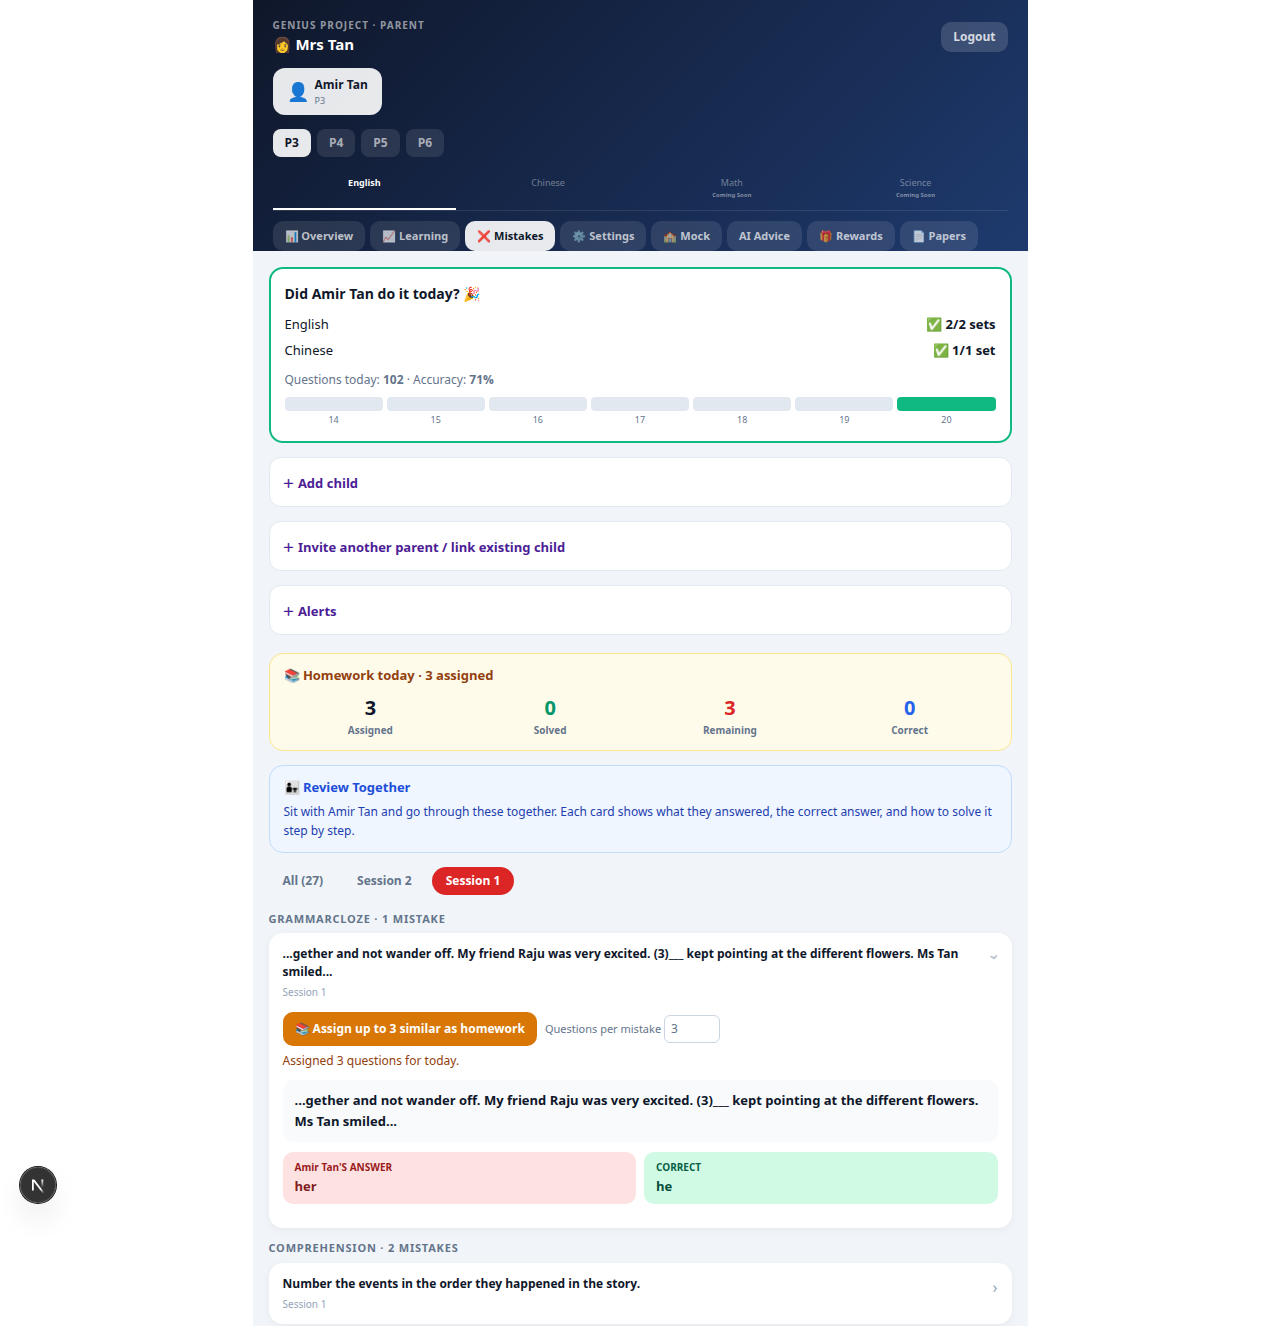 GENIUS PROJECT · PARENT
👩 Mrs Tan
Logout
Amir Tan
P3
P3 P4 P5 P6
English Chinese Math Science
Coming Soon Coming Soon
📊 Overview 📈 Learning ❌ Mistakes ⚙️ Settings 🏫 Mock AI Advice 🎁 Rewards 📄 Papers
Did Amir Tan do it today? 🎉
English ✅ 2/2 sets
Chinese ✅ 1/1 set
Questions today: 102 · Accuracy: 71%
14 15 16 17 18 19 20
+ Add child
+ Invite another parent / link existing child
+ Alerts
📚 Homework today · 3 assigned
3 0 3 0
Assigned Solved Remaining Correct
👨‍👧 Review Together
Sit with Amir Tan and go through these together. Each card shows what they answered, the correct answer, and how to solve it
step by step.
All (27) Session 2 Session 1
GRAMMARCLOZE · 1 MISTAKE
...gether and not wander off. My friend Raju was very excited. (3)___ kept pointing at the different flowers. Ms Tan
smiled...
Session 1
📚 Assign up to 3 similar as homework Questions per mistake 3
Assigned 3 questions for today.
...gether and not wander off. My friend Raju was very excited. (3)___ kept pointing at the different flowers.
Ms Tan smiled...
Amir Tan'S ANSWER CORRECT
her he
COMPREHENSION · 2 MISTAKES
Number the events in the order they happened in the story.
Session 1
N